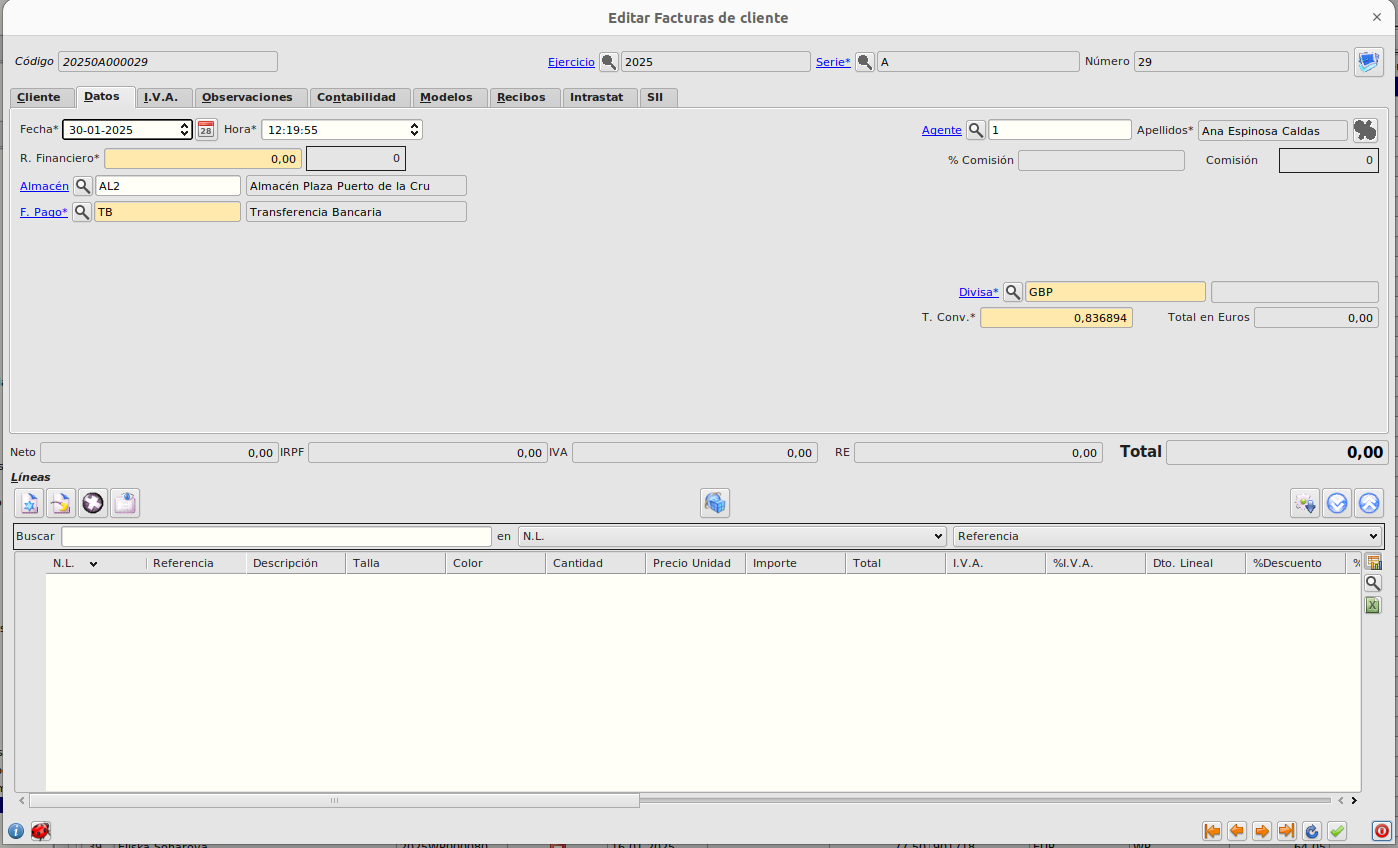 Editar Facturas de cliente
Código 20250A000029 Ejercicio 2025 Serie* A Número 29
Cliente Datos I.V.A. Observaciones Contabilidad Modelos Recibos Intrastat SII
Fecha* 30-01-2025 28 Hora* 12:19:55 Agente 1 Apellidos* Ana Espinosa Caldas
R. Financiero* 0,00 0 % Comisión Comisión 0
Almacén AL2 Almacén Plaza Puerto de la Cru
F. Pago* TB Transferencia Bancaria
Divisa* GBP
T. Conv.* 0,836894 Total en Euros 0,00
Neto 0,00 IRPF 0,00 IVA 0,00 RE 0,00 Total 0,00
Líneas
Buscar en N.L. Referencia
N.L. Referencia Descripción Talla Color Cantidad Precio Unidad Importe Total I.V.A. %I.V.A. Dto. Lineal %Descuento %